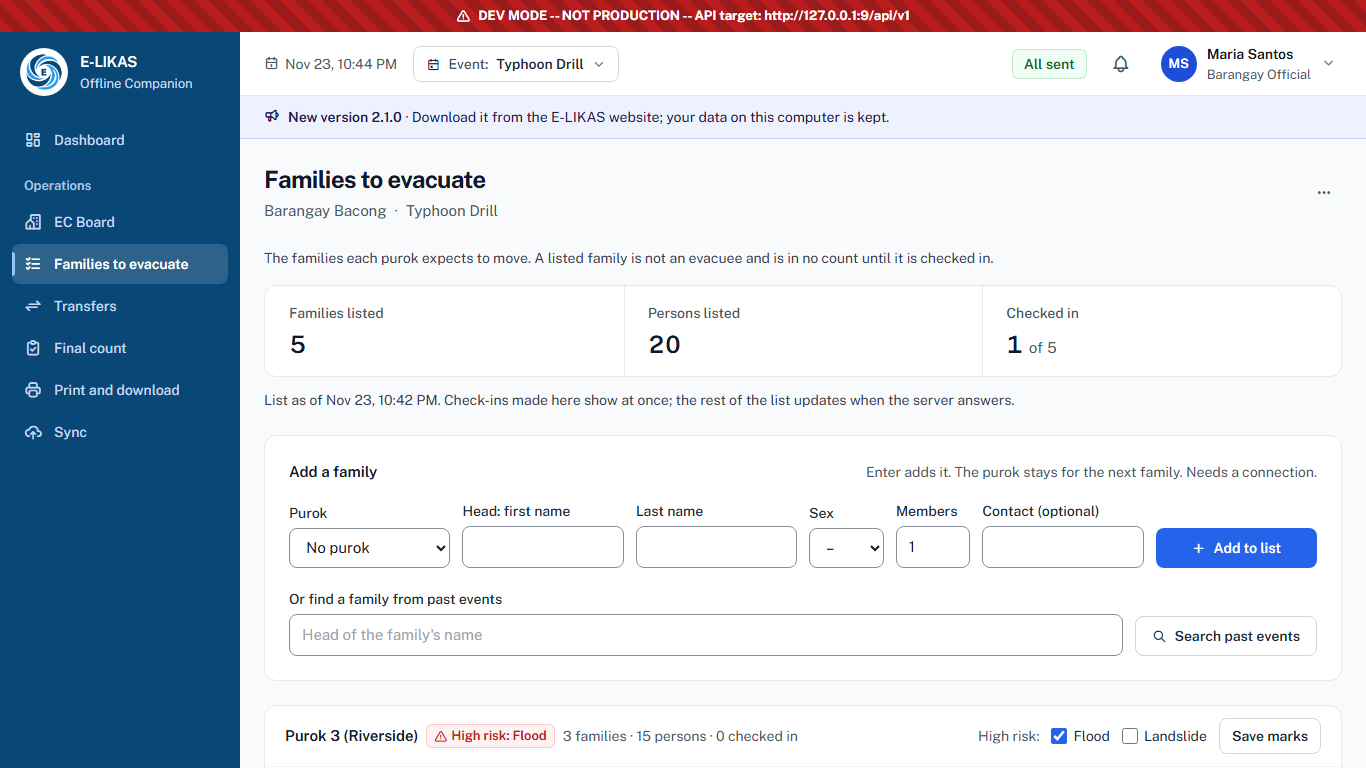 DEV MODE -- NOT PRODUCTION -- API target: http://127.0.0.1:9/api/v1
E-LIKAS
Offline Companion
Dashboard
Operations
EC Board
Families to evacuate
Transfers
Final count
Print and download
Sync
Nov 23, 10:44 PM
Event: Typhoon Drill
All sent
MS
Maria Santos
Barangay Official
New version 2.1.0 · Download it from the E-LIKAS website; your data on this computer is kept.
Families to evacuate
Barangay Bacong · Typhoon Drill
The families each purok expects to move. A listed family is not an evacuee and is in no count until it is checked in.
Families listed
5
Persons listed
20
Checked in
1 of 5
List as of Nov 23, 10:42 PM. Check-ins made here show at once; the rest of the list updates when the server answers.
Add a family
Enter adds it. The purok stays for the next family. Needs a connection.
Purok
No purok
Head: first name
Last name
Sex
–
Members
1
Contact (optional)
+ Add to list
Or find a family from past events
Head of the family's name
Search past events
Purok 3 (Riverside)
High risk: Flood
3 families · 15 persons · 0 checked in
High risk:
Flood
Landslide
Save marks